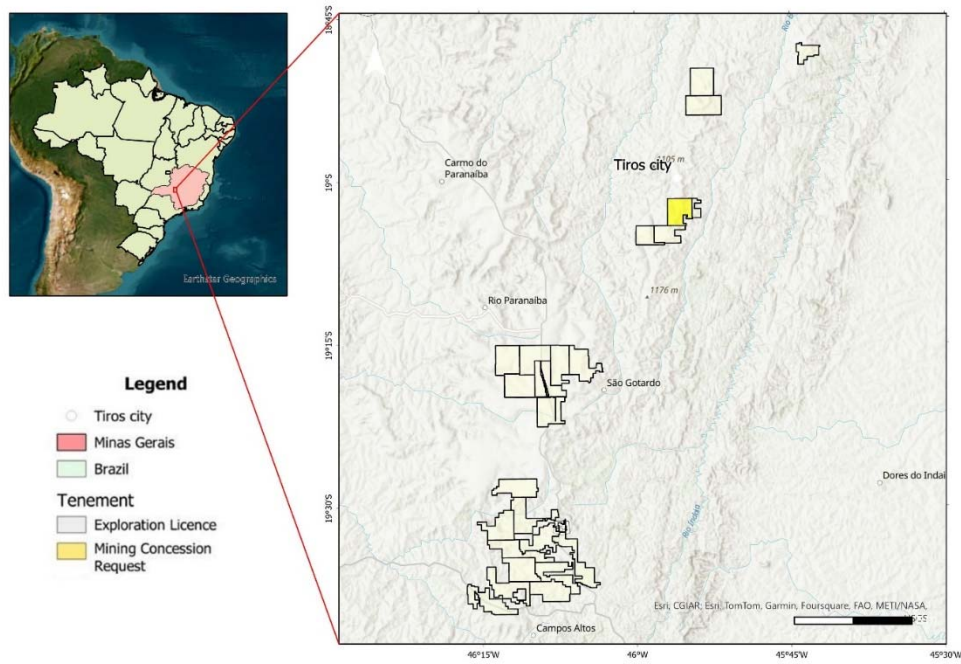 Earthstar Geographics
Legend
Tiros city
Minas Gerais
Brazil
Tenement
Exploration Licence
Mining Concession
Request
18°45'S
19°S
19°15'S
19°30'S
Carmo do
Paranaíba
1105 m
Tiros city
1176 m
Rio Paranaíba
São Gotardo
Dores do Indai
Rio Indaiá
Campos Altos
Esri, CGIAR; Esri, TomTom, Garmin, Foursquare, FAO, METI/NASA,
46°15'W
46°W
45°45'W
45°30'W